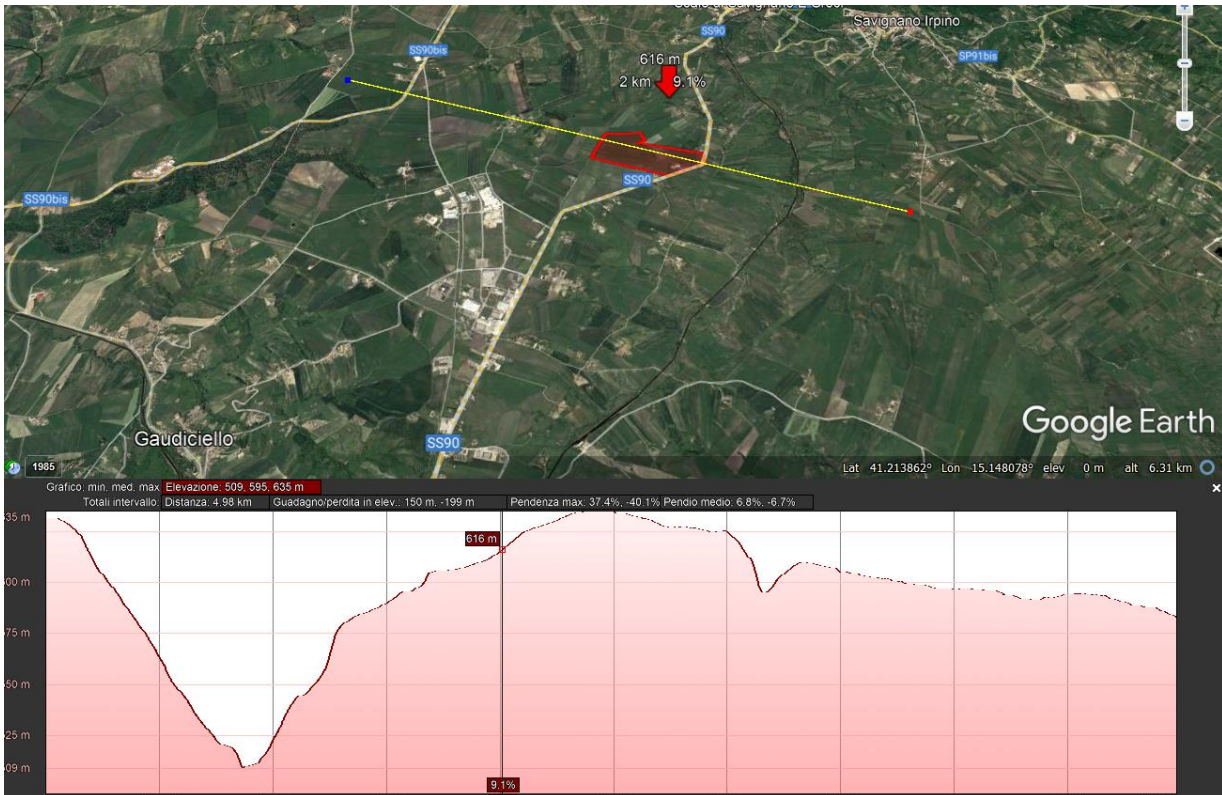 Savignano Irpino
SS90
SS90bis
616 m
SP91bis
2 km 9.1%
SS90
SS90bis
Gaudiciello
SS90
Google Earth
1985
Lat 41.213862° Lon 15.148078° elev 0 m alt 6.31 km
Grafico: min. med. max Elevazione: 509, 595, 635 m
Totali intervallo: Distanza: 4.98 km Guadagno/perdita in elev.: 150 m, -199 m Pendenza max: 37.4%, -40.1% Pendio medio: 6.8%, -6.7%
616 m
9.1%